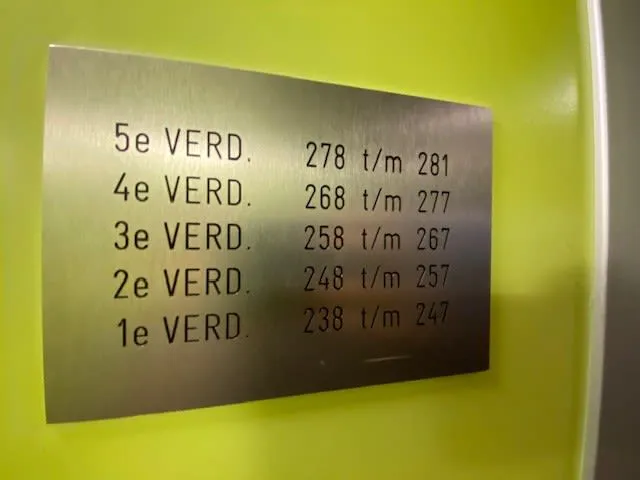 5e VERD. 278 t/m 281
4e VERD. 268 t/m 277
3e VERD. 258 t/m 267
2e VERD. 248 t/m 257
1e VERD. 238 t/m 247